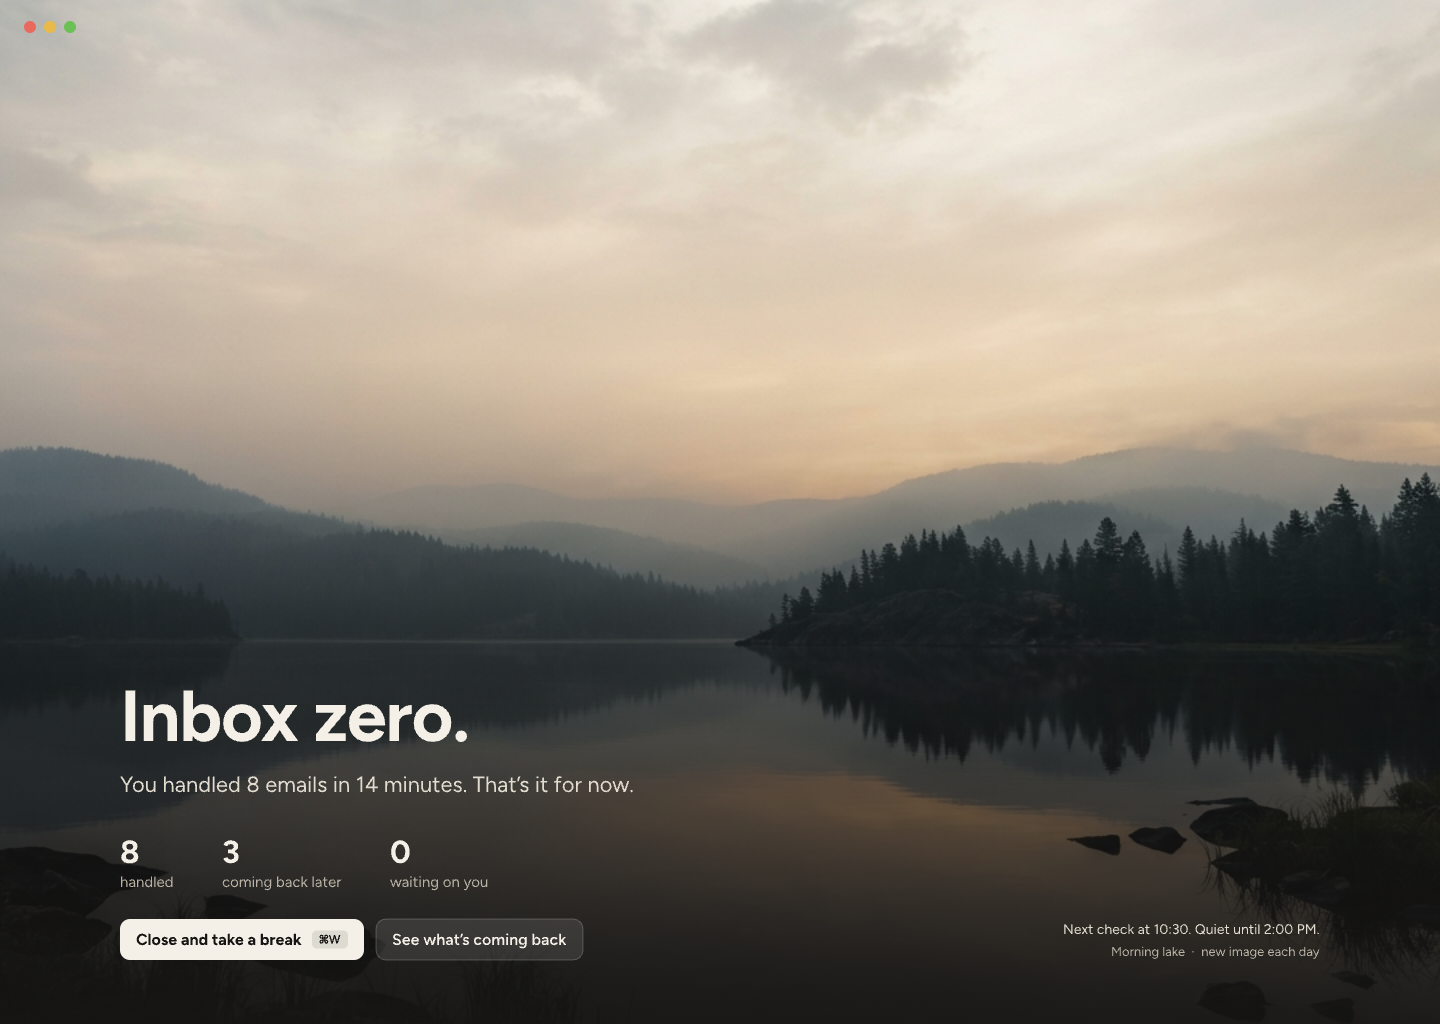 Inbox zero.
You handled 8 emails in 14 minutes. That’s it for now.
8
handled
3
coming back later
0
waiting on you
Close and take a break ⌘W
See what’s coming back
Next check at 10:30. Quiet until 2:00 PM.
Morning lake · new image each day